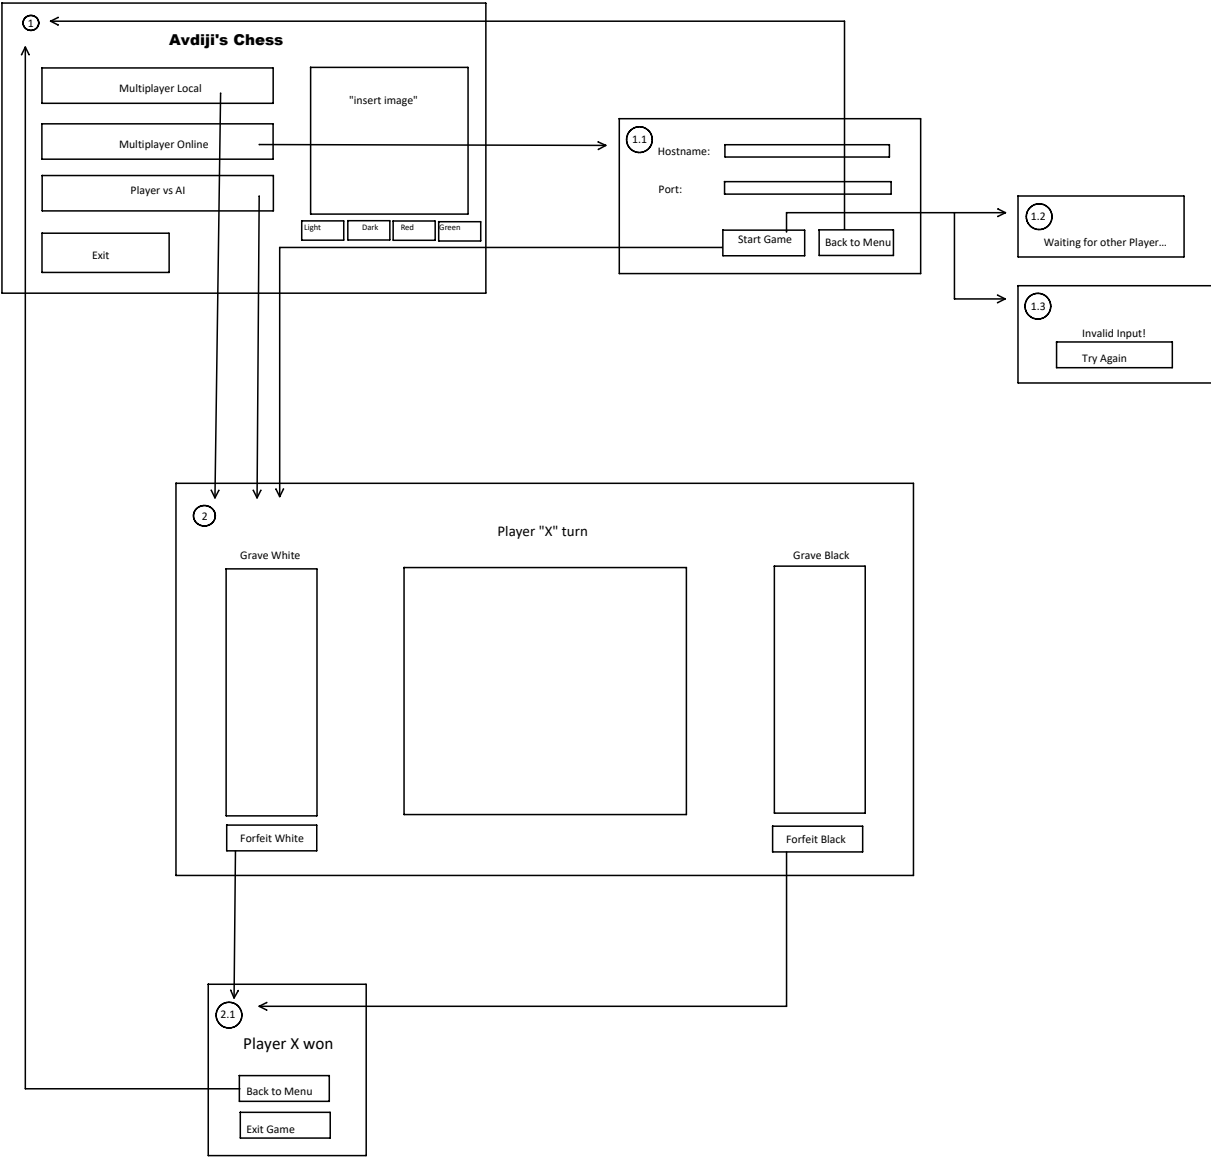 1
Avdiji's Chess
Multiplayer Local
"insert image"
Multiplayer Online
Player vs AI
Light
Dark
Red
Green
Exit
1.1
Hostname:
Port:
Start Game
Back to Menu
1.2
Waiting for other Player...
1.3
Invalid Input!
Try Again
2
Player "X" turn
Grave White
Grave Black
Forfeit White
Forfeit Black
2.1
Player X won
Back to Menu
Exit Game